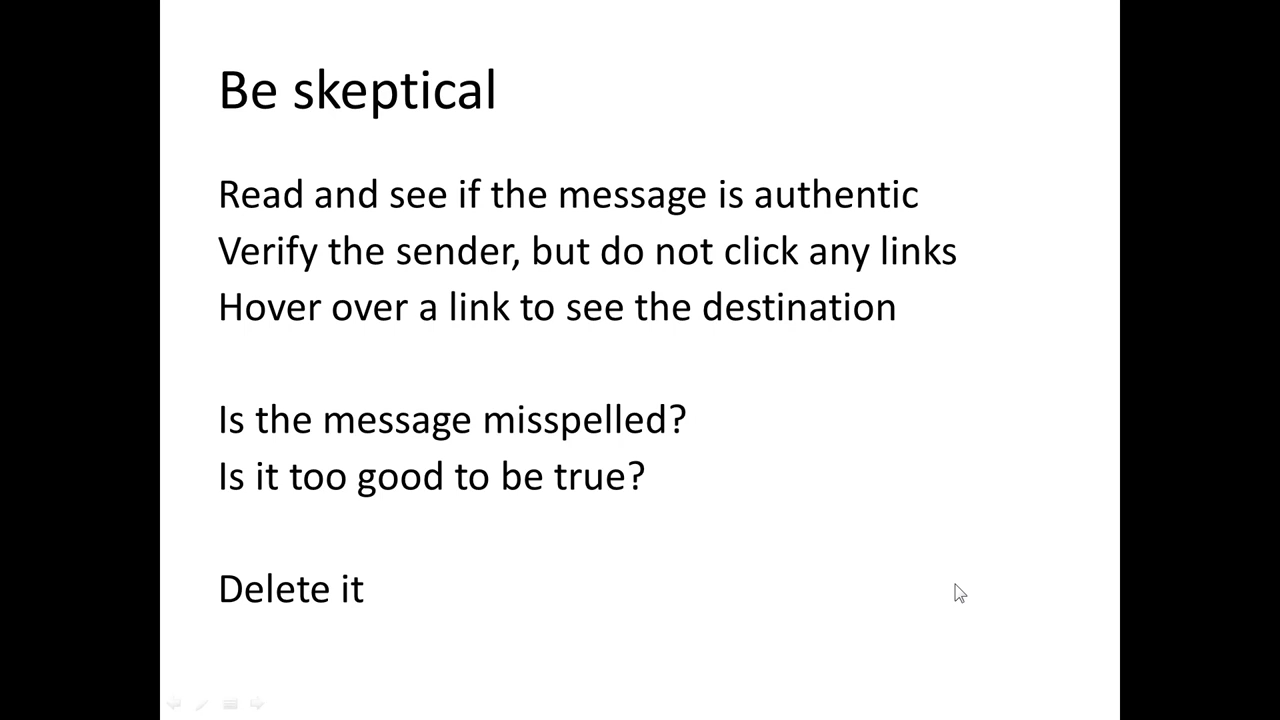 Be skeptical
Read and see if the message is authentic
Verify the sender, but do not click any links
Hover over a link to see the destination
Is the message misspelled?
Is it too good to be true?
Delete it